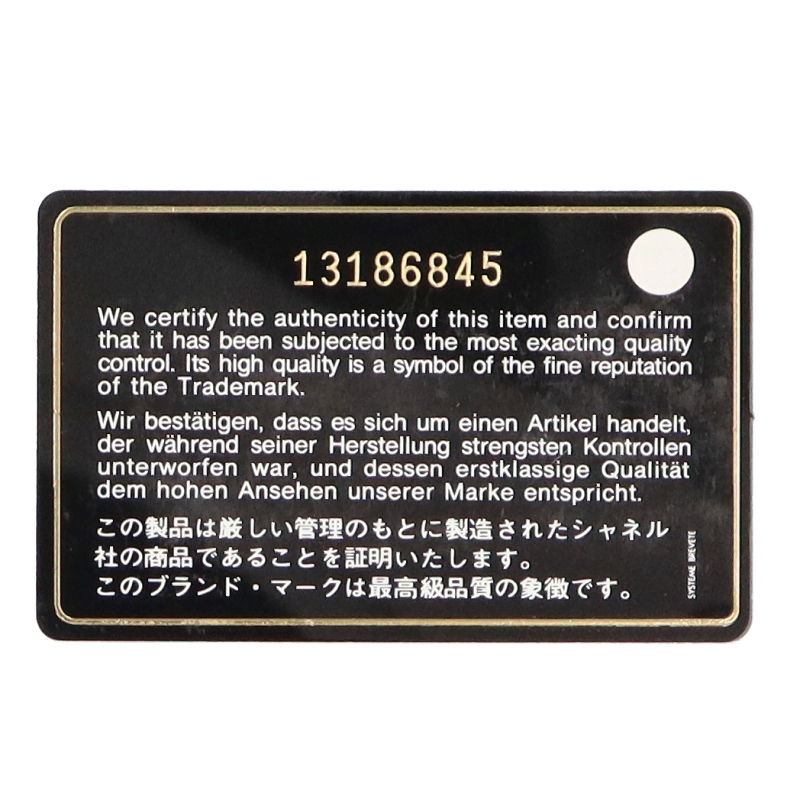 13186845
We certify the authenticity of this item and confirm
that it has been subjected to the most exacting quality
control. Its high quality is a symbol of the fine reputation
of the Trademark.
Wir bestätigen, dass es sich um einen Artikel handelt,
der während seiner Herstellung strengsten Kontrollen
unterworfen war, und dessen erstklassige Qualität
dem hohen Ansehen unserer Marke entspricht.
この製品は厳しい管理のもとに製造されたシャネル
社の商品であることを証明いたします。
このブランド・マークは最高級品質の象徴です。
SYSTEME BREVETE